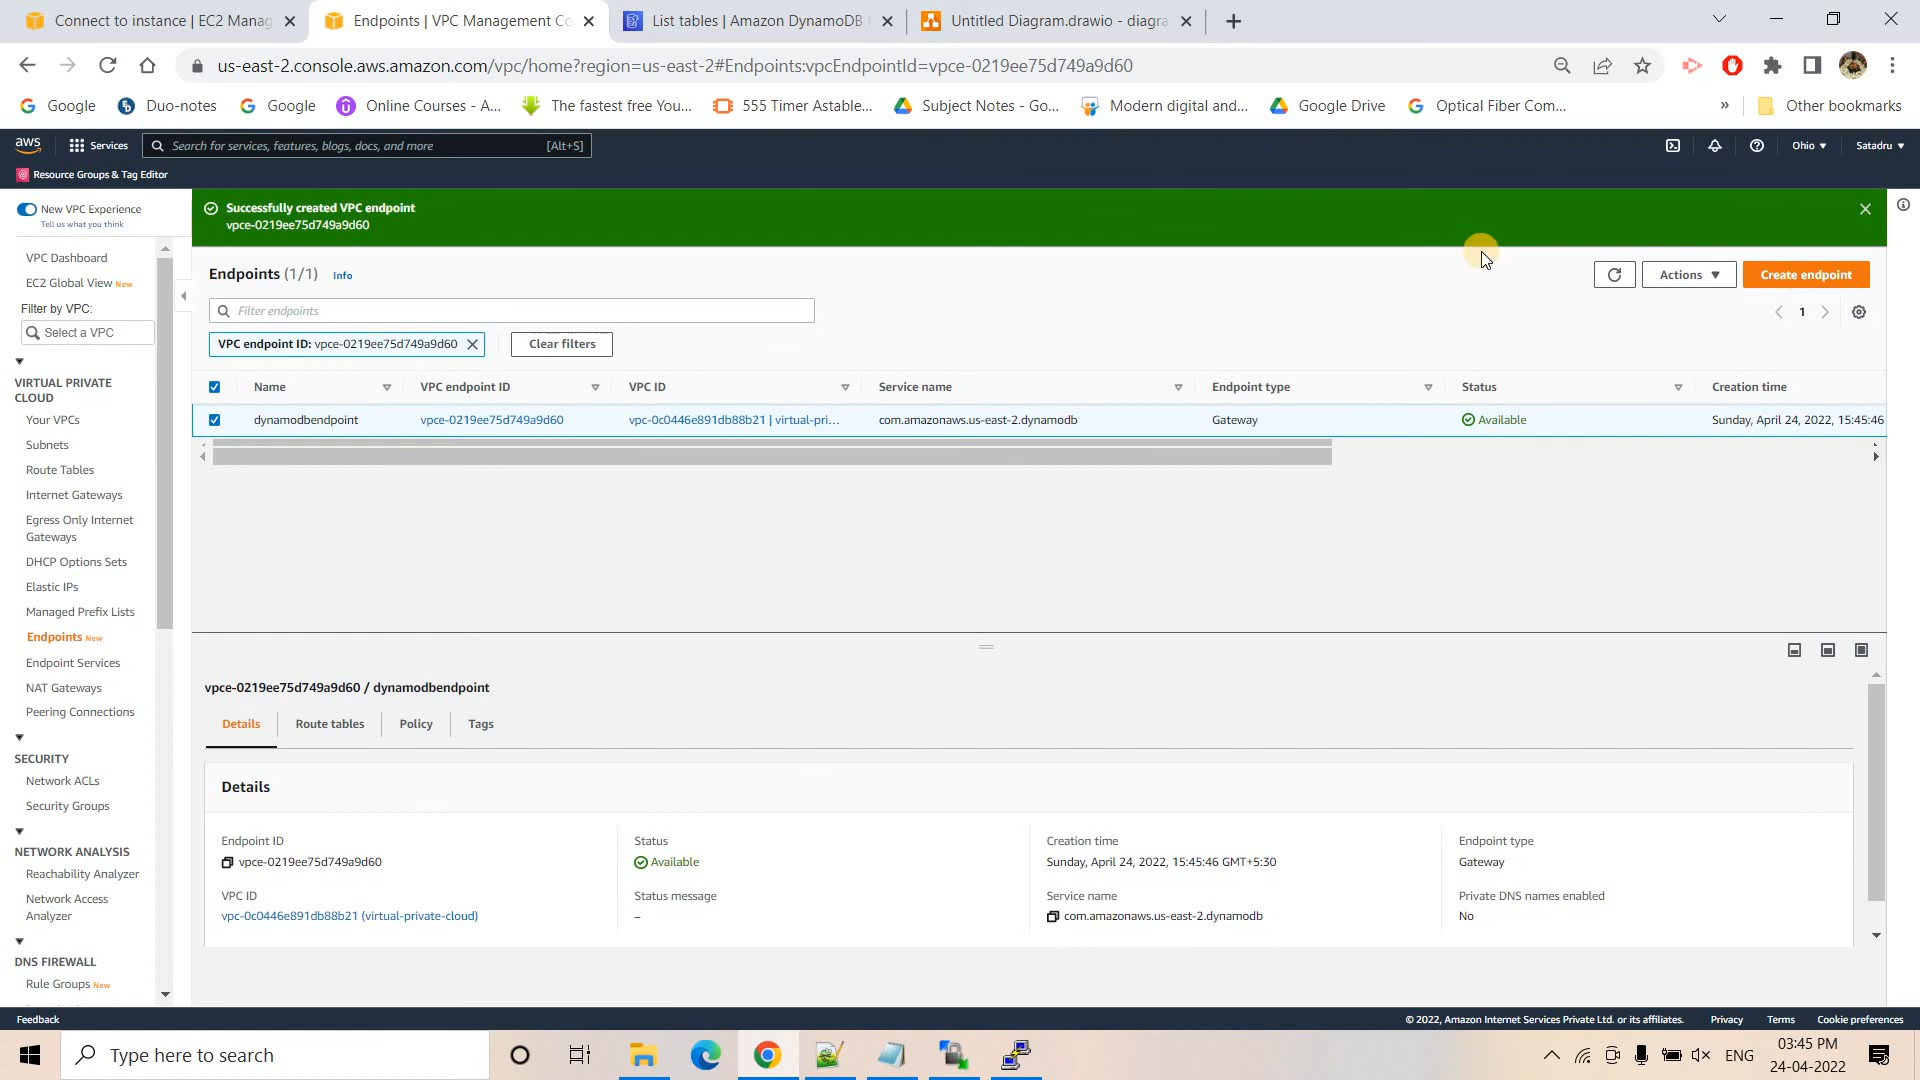 Connect to instance | EC2 Manag
Endpoints | VPC Management Co
List tables | Amazon DynamoDB
Untitled Diagram.drawio - diagra
us-east-2.console.aws.amazon.com/vpc/home?region=us-east-2#Endpoints:vpcEndpointId=vpce-0219ee75d749a9d60
Google
Duo-notes
Google
Online Courses - A...
The fastest free You...
555 Timer Astable...
Subject Notes - Go...
Modern digital and...
Google Drive
Optical Fiber Com...
»
Other bookmarks
aws
Services
Search for services, features, blogs, docs, and more
[Alt+S]
Ohio
Satadru
Resource Groups & Tag Editor
New VPC Experience
Tell us what you think
VPC Dashboard
EC2 Global View New
Filter by VPC:
Select a VPC
VIRTUAL PRIVATE
CLOUD
Your VPCs
Subnets
Route Tables
Internet Gateways
Egress Only Internet
Gateways
DHCP Options Sets
Elastic IPs
Managed Prefix Lists
Endpoints New
Endpoint Services
NAT Gateways
Peering Connections
SECURITY
Network ACLs
Security Groups
NETWORK ANALYSIS
Reachability Analyzer
Network Access
Analyzer
DNS FIREWALL
Rule Groups New
Successfully created VPC endpoint
vpce-0219ee75d749a9d60
Endpoints (1/1) Info
Actions
Create endpoint
Filter endpoints
1
VPC endpoint ID: vpce-0219ee75d749a9d60
Clear filters
Name
VPC endpoint ID
VPC ID
Service name
Endpoint type
Status
Creation time
dynamodbendpoint
vpce-0219ee75d749a9d60
vpc-0c0446e891db88b21 | virtual-pri...
com.amazonaws.us-east-2.dynamodb
Gateway
Available
Sunday, April 24, 2022, 15:45:46
vpce-0219ee75d749a9d60 / dynamodbendpoint
Details
Route tables
Policy
Tags
Details
Endpoint ID
vpce-0219ee75d749a9d60
Status
Available
Creation time
Sunday, April 24, 2022, 15:45:46 GMT+5:30
Endpoint type
Gateway
VPC ID
vpc-0c0446e891db88b21 (virtual-private-cloud)
Status message
–
Service name
com.amazonaws.us-east-2.dynamodb
Private DNS names enabled
No
Feedback
© 2022, Amazon Internet Services Private Ltd. or its affiliates.
Privacy
Terms
Cookie preferences
Type here to search
ENG
03:45 PM
24-04-2022